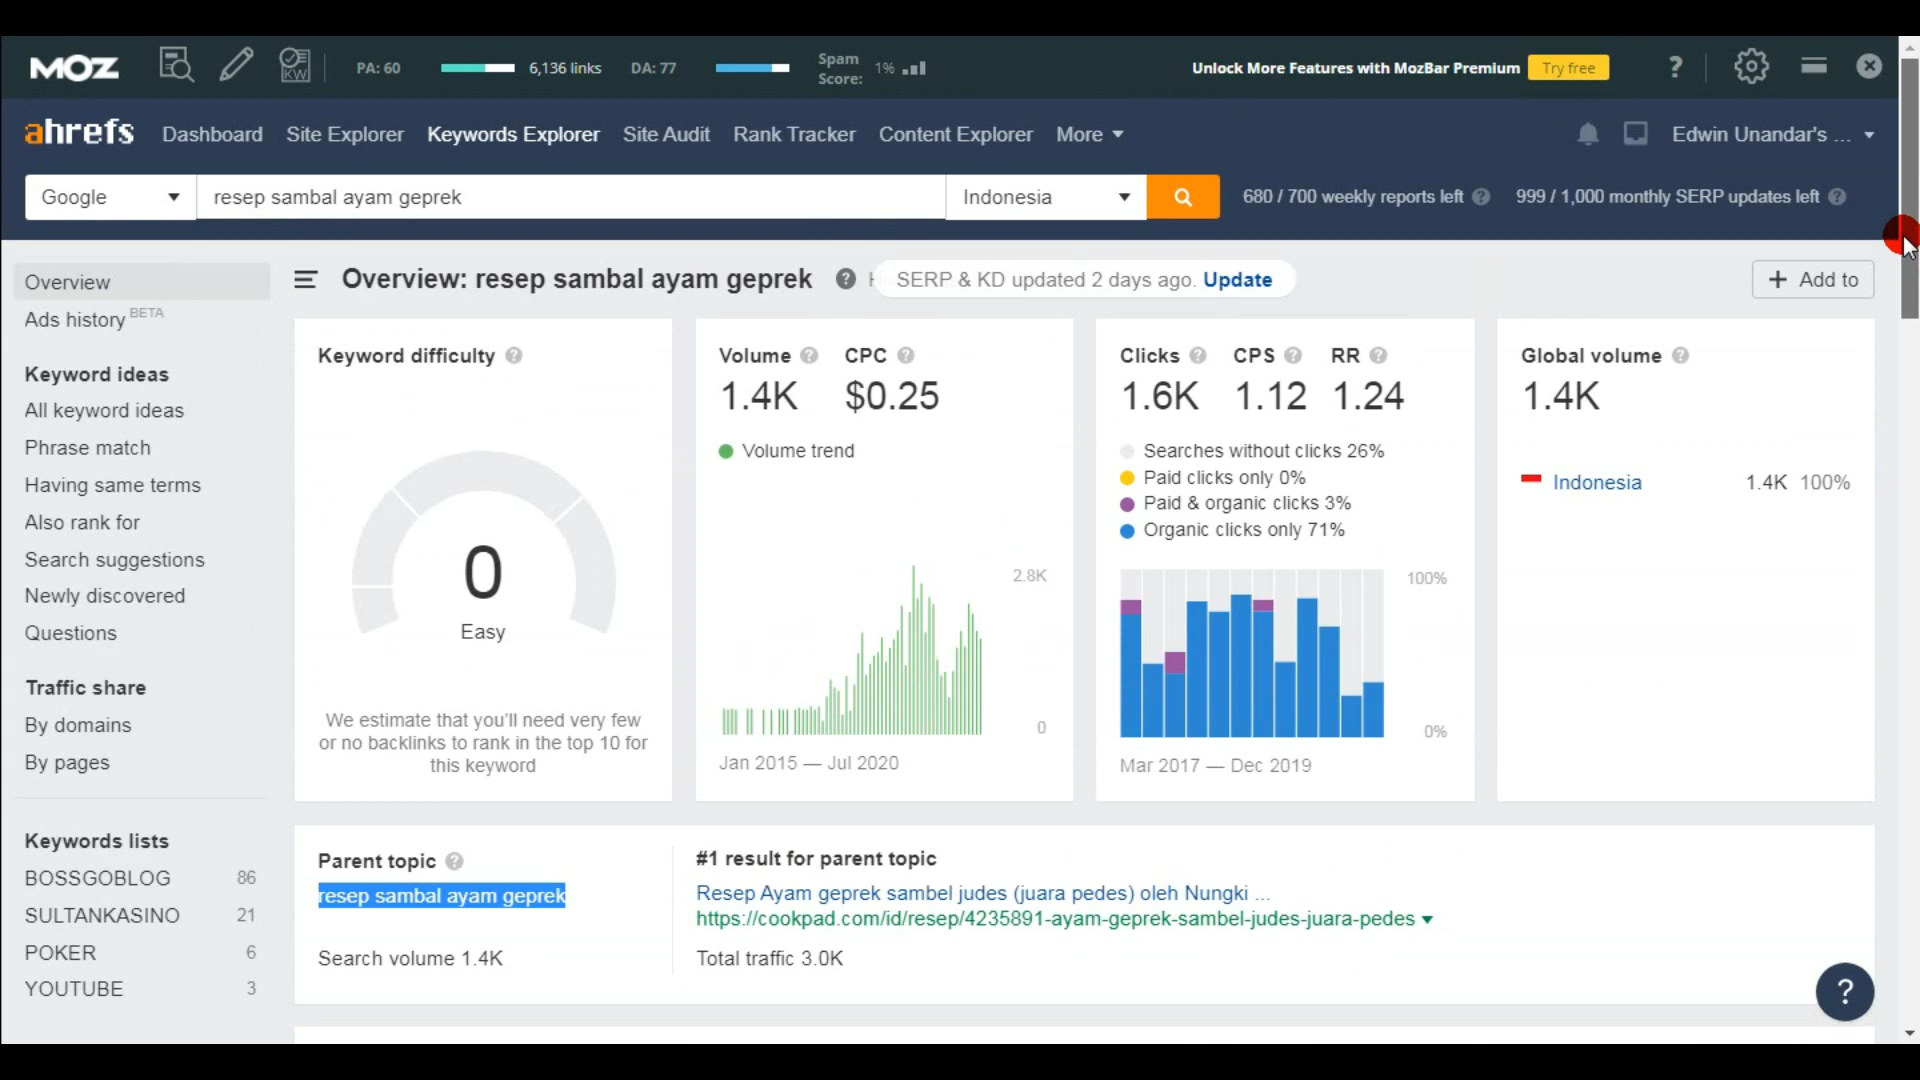 MOZ
KW
PA: 60
6,136 links
DA: 77
Spam Score: 1%
Unlock More Features with MozBar Premium
Try free
?
ahrefs
Dashboard
Site Explorer
Keywords Explorer
Site Audit
Rank Tracker
Content Explorer
More
Edwin Unandar's ...
Google
resep sambal ayam geprek
Indonesia
680 / 700 weekly reports left ?
999 / 1,000 monthly SERP updates left ?
Overview
Ads history BETA
Keyword ideas
All keyword ideas
Phrase match
Having same terms
Also rank for
Search suggestions
Newly discovered
Questions
Traffic share
By domains
By pages
Keywords lists
BOSSGOBLOG 86
SULTANKASINO 21
POKER 6
YOUTUBE 3
Overview: resep sambal ayam geprek ?
SERP & KD updated 2 days ago. Update
+ Add to
Keyword difficulty ?
0
Easy
We estimate that you'll need very few
or no backlinks to rank in the top 10 for
this keyword
Volume ? CPC ?
1.4K $0.25
Volume trend
2.8K
0
Jan 2015 — Jul 2020
Clicks ? CPS ? RR ?
1.6K 1.12 1.24
Searches without clicks 26%
Paid clicks only 0%
Paid & organic clicks 3%
Organic clicks only 71%
100%
0%
Mar 2017 — Dec 2019
Global volume ?
1.4K
Indonesia 1.4K 100%
Parent topic ?
resep sambal ayam geprek
Search volume 1.4K
#1 result for parent topic
Resep Ayam geprek sambel judes (juara pedes) oleh Nungki ...
https://cookpad.com/id/resep/4235891-ayam-geprek-sambel-judes-juara-pedes
Total traffic 3.0K
?